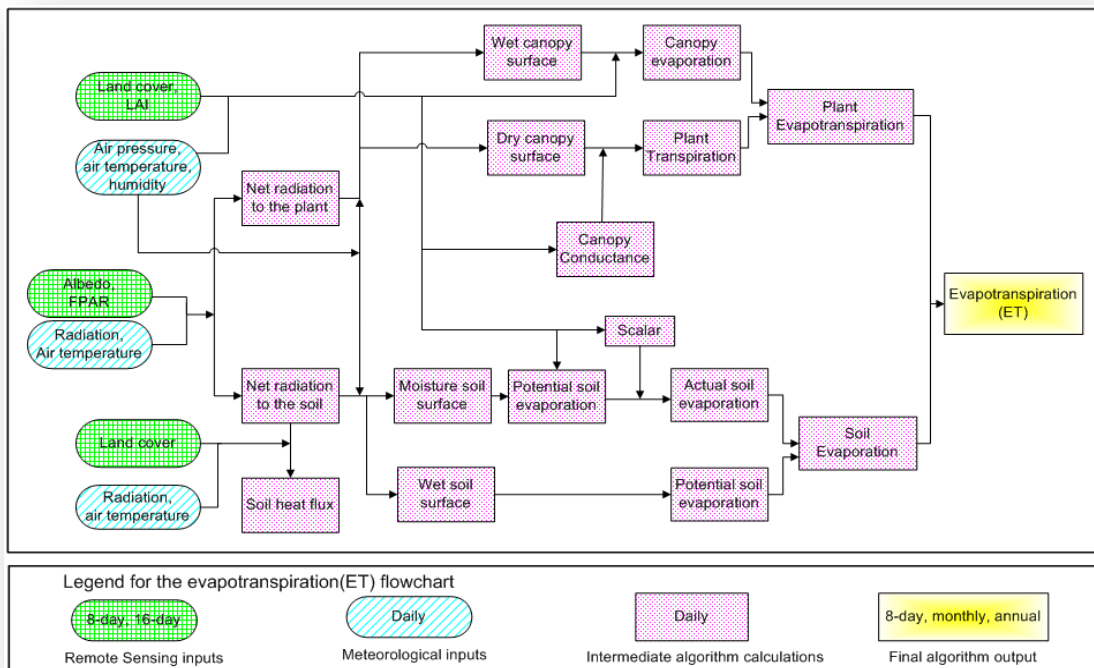 Wet canopy
surface
Canopy
evaporation
Land cover,
LAI
Plant
Evapotranspiration
Air pressure,
air temperature,
humidity
Dry canopy
surface
Plant
Transpiration
Net radiation
to the plant
Canopy
Conductance
Albedo,
FPAR
Radiation,
Air temperature
Evapotranspiration
(ET)
Scalar
Net radiation
to the soil
Moisture soil
surface
Potential soil
evaporation
Actual soil
evaporation
Land cover
Soil
Evaporation
Radiation,
air temperature
Soil heat flux
Wet soil
surface
Potential soil
evaporation
Legend for the evapotranspiration(ET) flowchart
8-day, 16-day
Daily
Daily
8-day, monthly, annual
Remote Sensing inputs
Meteorological inputs
Intermediate algorithm calculations
Final algorithm output